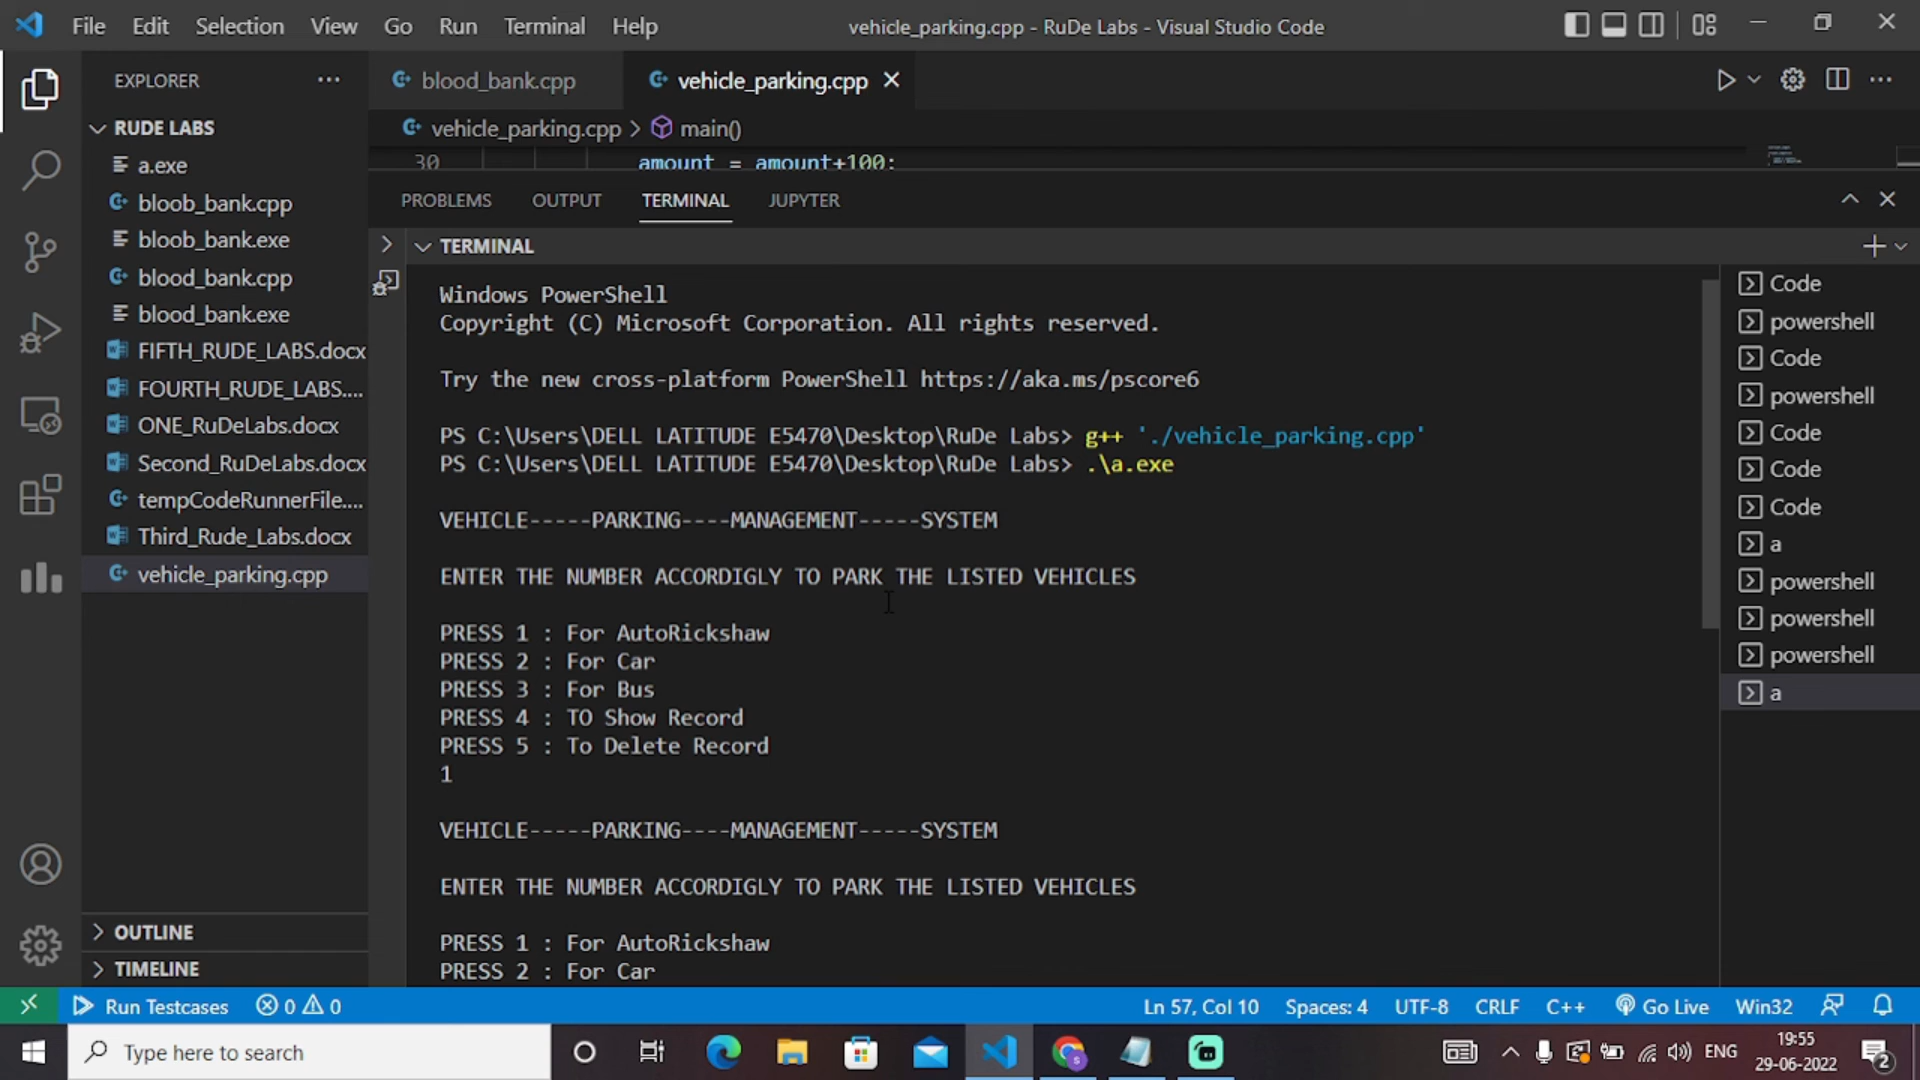 File Edit Selection View Go Run Terminal Help
vehicle_parking.cpp - RuDe Labs - Visual Studio Code
EXPLORER
blood_bank.cpp
vehicle_parking.cpp
RUDE LABS
a.exe
bloob_bank.cpp
bloob_bank.exe
blood_bank.cpp
blood_bank.exe
FIFTH_RUDE_LABS.docx
FOURTH_RUDE_LABS....
ONE_RuDeLabs.docx
Second_RuDeLabs.docx
tempCodeRunnerFile....
Third_Rude_Labs.docx
vehicle_parking.cpp
OUTLINE
TIMELINE
vehicle_parking.cpp > main()
30 amount = amount+100;
PROBLEMS OUTPUT TERMINAL JUPYTER
TERMINAL
Windows PowerShell
Copyright (C) Microsoft Corporation. All rights reserved.
Try the new cross-platform PowerShell https://aka.ms/pscore6
PS C:\Users\DELL LATITUDE E5470\Desktop\RuDe Labs> g++ './vehicle_parking.cpp'
PS C:\Users\DELL LATITUDE E5470\Desktop\RuDe Labs> .\a.exe
VEHICLE-----PARKING----MANAGEMENT-----SYSTEM
ENTER THE NUMBER ACCORDIGLY TO PARK THE LISTED VEHICLES
PRESS 1 : For AutoRickshaw
PRESS 2 : For Car
PRESS 3 : For Bus
PRESS 4 : TO Show Record
PRESS 5 : To Delete Record
1
VEHICLE-----PARKING----MANAGEMENT-----SYSTEM
ENTER THE NUMBER ACCORDIGLY TO PARK THE LISTED VEHICLES
PRESS 1 : For AutoRickshaw
PRESS 2 : For Car
Code
powershell
Code
powershell
Code
Code
Code
a
powershell
powershell
powershell
a
Run Testcases 0 0
Ln 57, Col 10 Spaces: 4 UTF-8 CRLF C++ Go Live Win32
Type here to search
ENG
19:55
29-06-2022
2